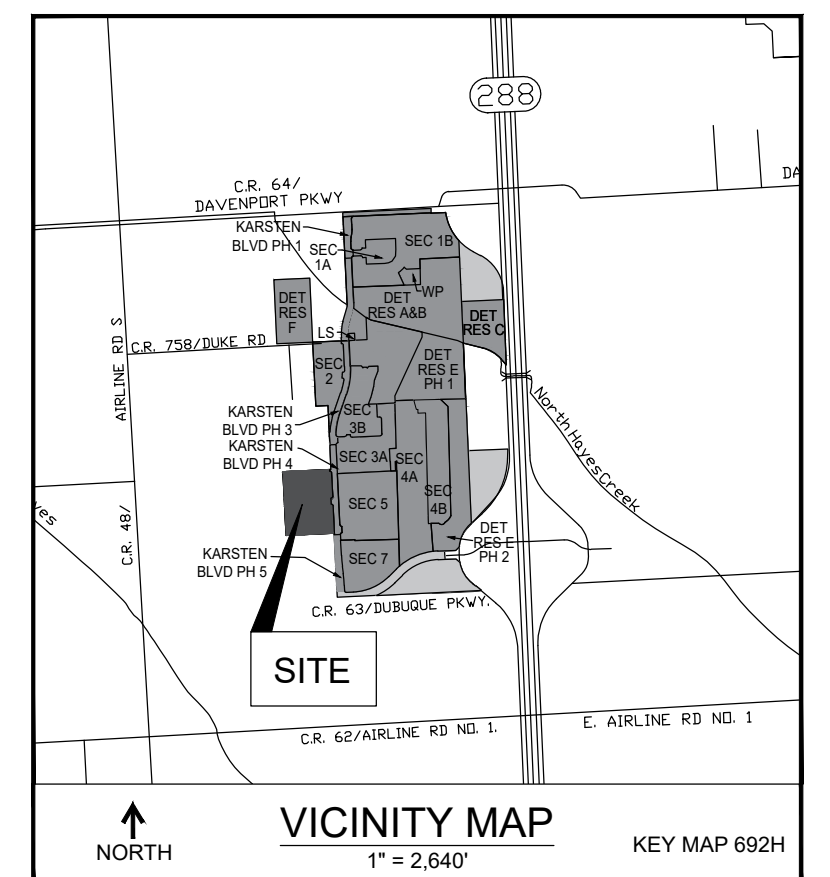 288
C.R. 64/
DAVENPORT PKWY
DA
KARSTEN
BLVD PH 1
SEC
1A
SEC 1B
WP
DET
RES
F
DET
RES A&B
DET
RES C
LS
C.R. 758/DUKE RD
AIRLINE RD S
SEC
2
DET
RES E
PH 1
KARSTEN
BLVD PH 3
SEC
3B
North Hayes Creek
KARSTEN
BLVD PH 4
SEC 3A
SEC
4A
SEC
4B
SEC 5
yes
C.R. 48/
DET
RES E
PH 2
KARSTEN
BLVD PH 5
SEC 7
C.R. 63/DUBUQUE PKWY.
SITE
C.R. 62/AIRLINE RD NO. 1.
E. AIRLINE RD NO. 1
NORTH
VICINITY MAP
1" = 2,640'
KEY MAP 692H